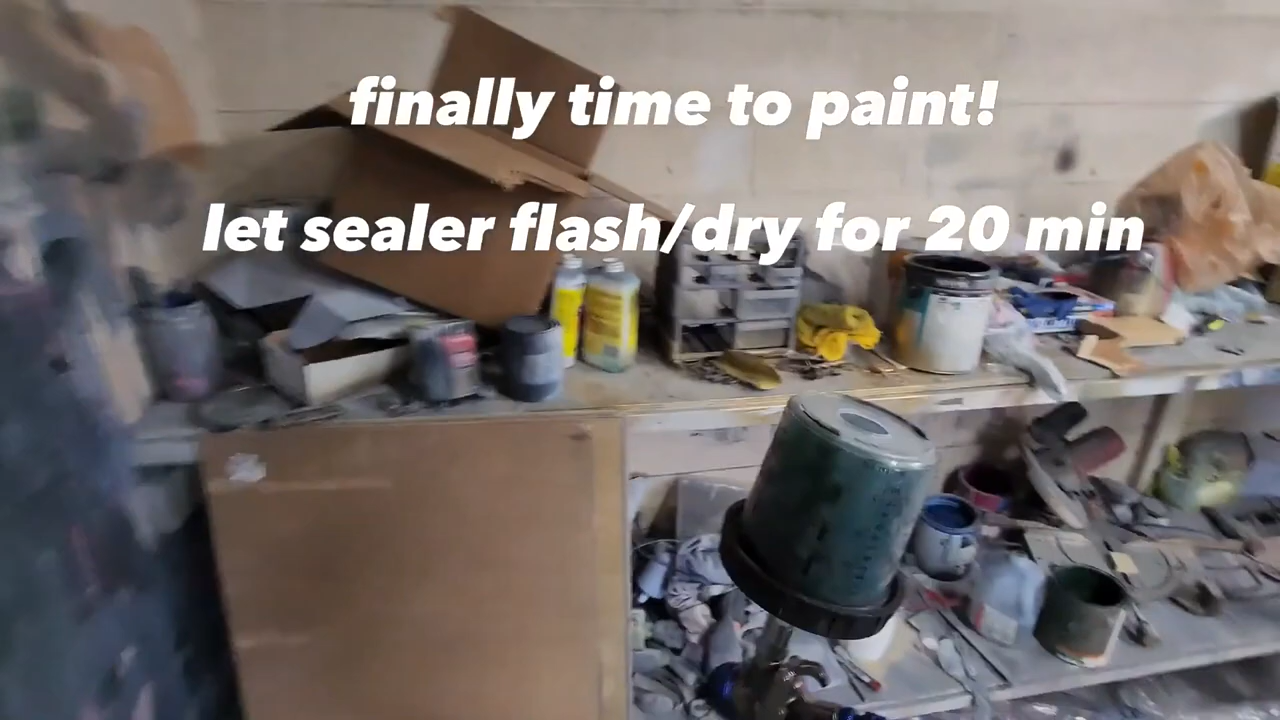 finally time to paint!
let sealer flash/dry for 20 min